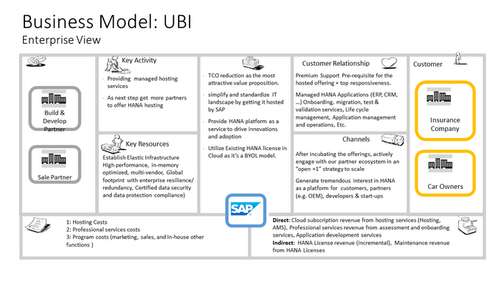 Business Model: UBI
Enterprise View
Build &
Develop
Partner
Sale Partner
Key Activity
- Providing managed hosting
services
- As next step get more partners
to offer HANA hosting
Key Resources
Establish Elastic Infrastructure
High performance, in-memory
optimized, multi-vendor, Global
footprint with enterprise resilience/
redundancy, Certified data security
and data protection compliance)
- TCO reduction as the most
attractive value proposition.
- simplify and standardize IT
landscape by getting it hosted
by SAP
- Provide HANA platform as a
service to drive Innovations
and adoption
- Utilize Existing HANA license in
Cloud as it's a BYOL model.
SAP
Customer Relationship
Premium Support Pre-requisite for the
hosted offering + top responsiveness.
Managed HANA Applications (ERP, CRM,
...) Onboarding, migration, test &
validation services, Life cycle
management, Application management
and operations, Etc.
Channels
After incubating the offerings, actively
engage with our partner ecosystem in an
"open +1" strategy to scale
Generate tremendous interest in HANA
as a platform for customers, partners
(e.g. OEM), developers & start-ups
Customer
Insurance
Company
Car Owners
1: Hosting Costs
2: Professional services costs
3: Program costs (marketing, sales, and In-house other
functions )
Direct: Cloud subscription revenue from hosting services (Hosting,
AMS), Professional services revenue from assessment and onboarding
services, Application development services
Indirect: HANA License revenue (incremental), Maintenance revenue
from HANA Licenses